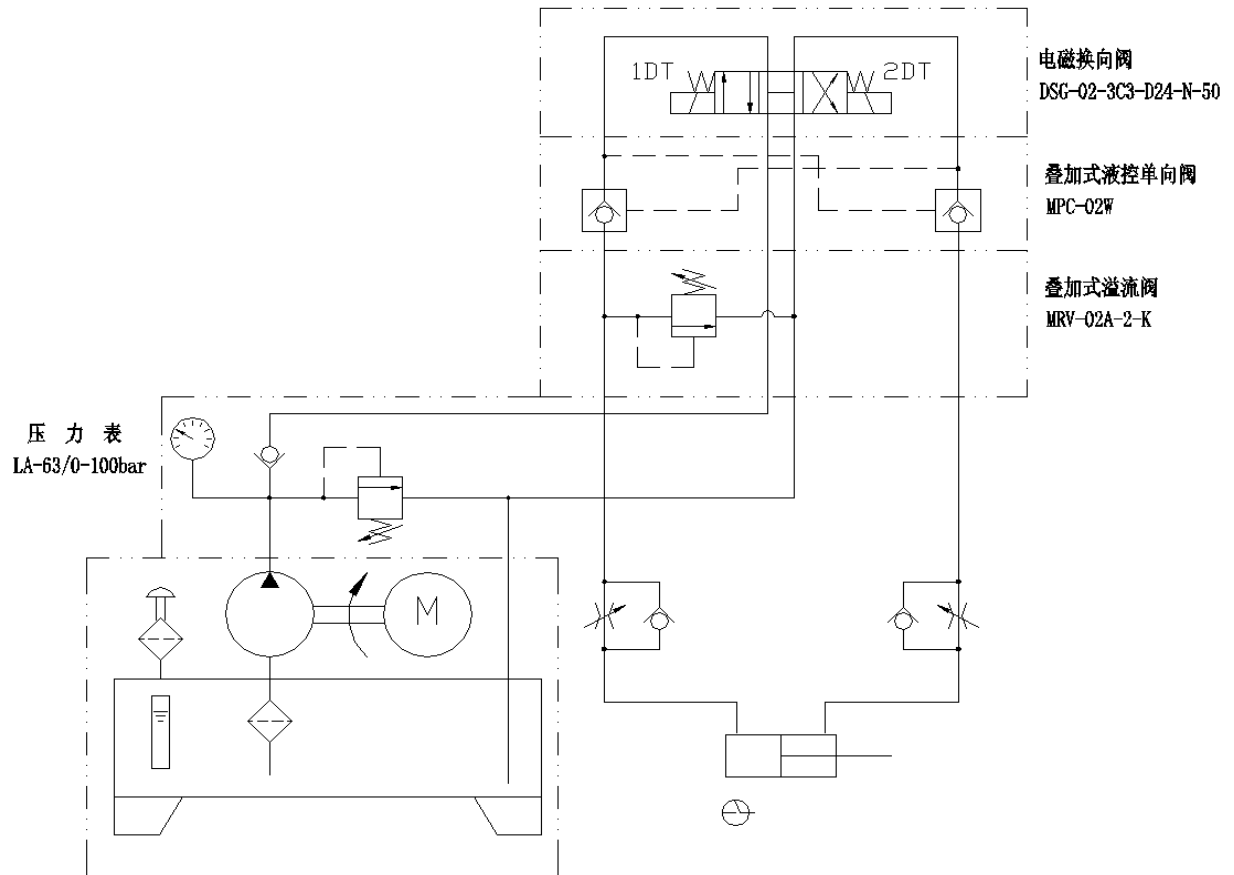 1DT
2DT
电磁换向阀
DSG-02-3C3-D24-N-50
叠加式液控单向阀
MPC-02W
叠加式溢流阀
MRV-02A-2-K
压 力 表
LA-63/0-100bar
M